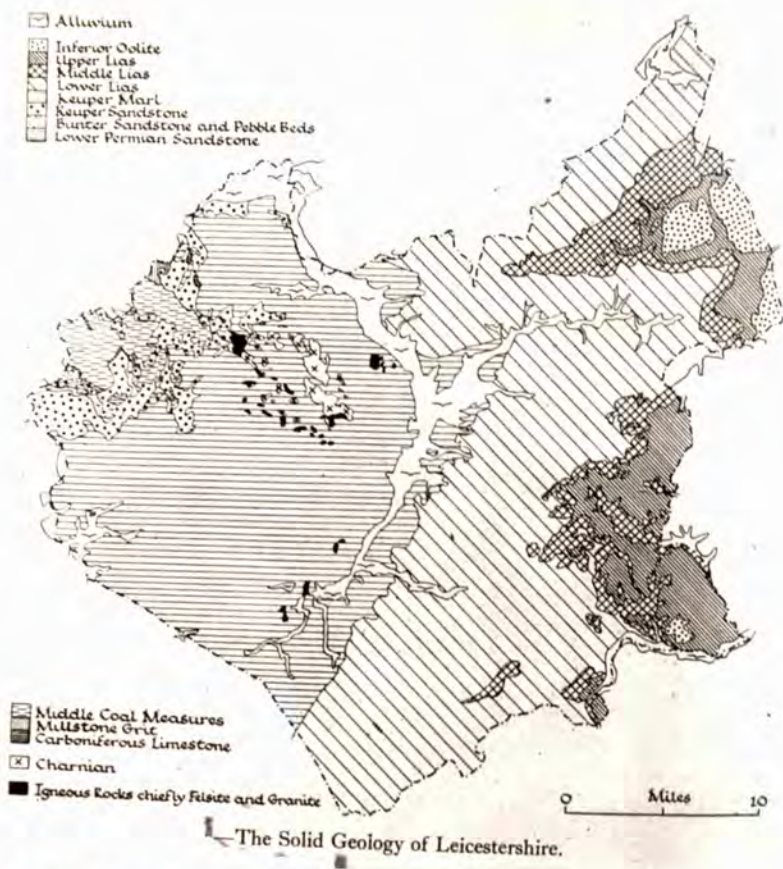 Alluvium
Inferior Oolite
Upper Lias
Middle Lias
Lower Lias
Keuper Marl
Keuper Sandstone
Bunter Sandstone and Pebble Beds
Lower Permian Sandstone
Middle Coal Measures
Millstone Grit
Carboniferous Limestone
x Charnian
Igneous Rocks chiefly Felsite and Granite
0 Miles 10
The Solid Geology of Leicestershire.